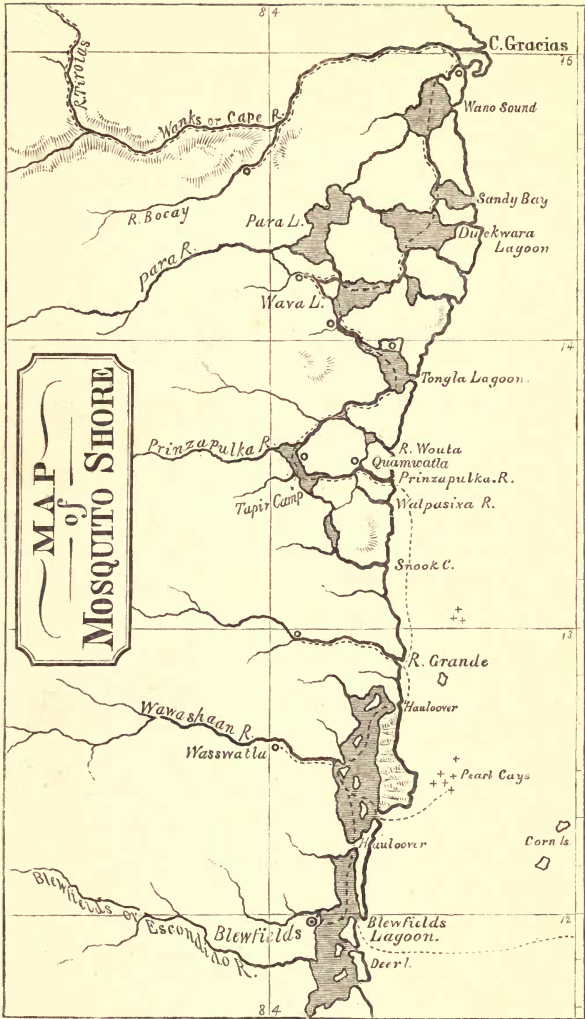 84
C. Gracias
15
R. Tirolas
Wano Sound
Wanks or Cape R.
Sandy Bay
R. Bocay
Para L.
Duckwara
Lagoon
Para R.
Wava L.
14
Tongla Lagoon.
MAP
of
MOSQUITO SHORE
Prinzapulka R.
R. Wouta
Quamwatla
Prinzapulka. R.
Tapir Camp
Walpasixa R.
Snook C.
13
R. Grande
Hauloover
Wawashaan R.
Wasswatla
Pearl Cays
Hauloover
Corn Is.
Blewfields or Escondido R.
Blewfields
Blewfields
Lagoon.
12
Deer I.
84